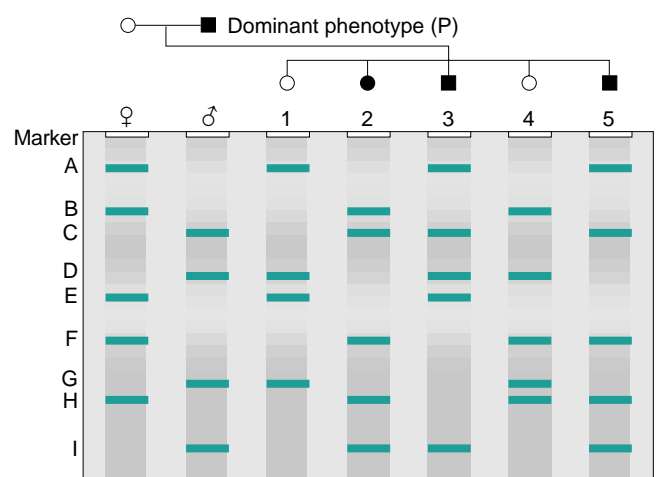 Dominant phenotype (P)
♀ ♂ 1 2 3 4 5
Marker
A
B
C
D
E
F
G
H
I